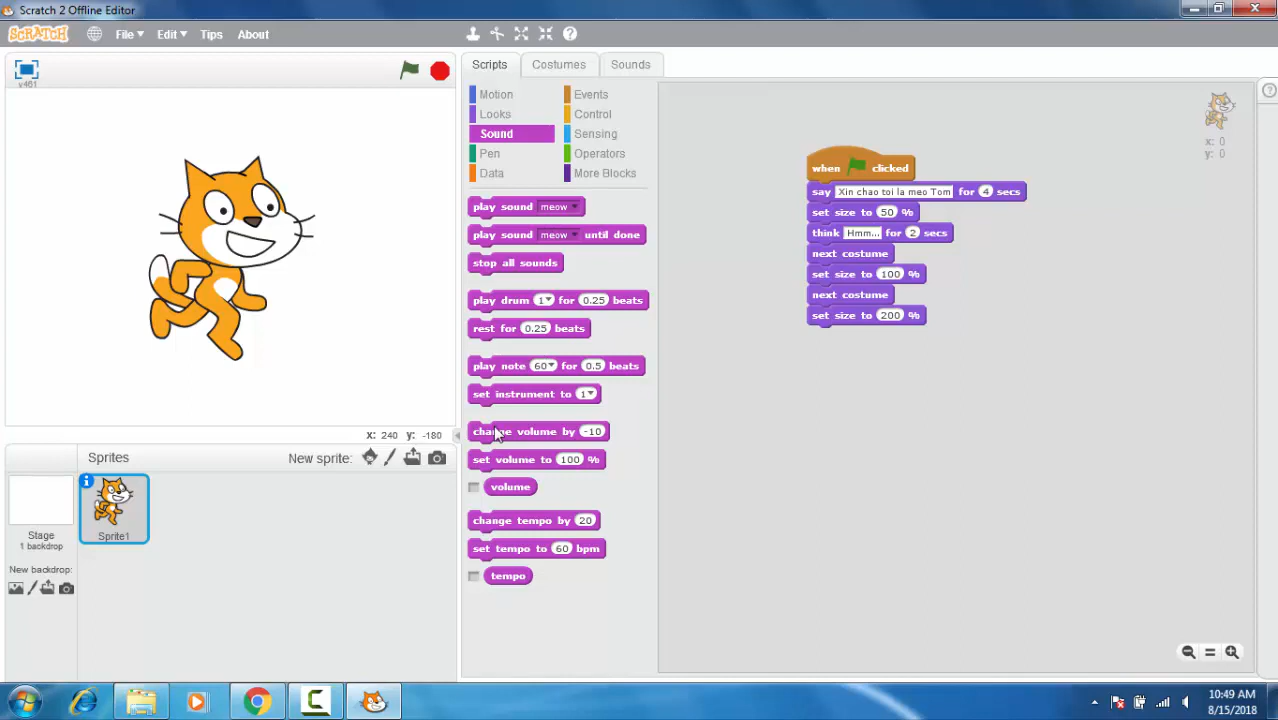 Scratch 2 Offline Editor
SCRATCH File Edit Tips About
v461
Scripts Costumes Sounds
Motion Events
Looks Control
Sound Sensing
Pen Operators
Data More Blocks
play sound meow
play sound meow until done
stop all sounds
play drum 1 for 0.25 beats
rest for 0.25 beats
play note 60 for 0.5 beats
set instrument to 1
change volume by -10
set volume to 100 %
volume
change tempo by 20
set tempo to 60 bpm
tempo
when clicked
say Xin chao toi la meo Tom for 4 secs
set size to 50 %
think Hmm... for 2 secs
next costume
set size to 100 %
next costume
set size to 200 %
x: 0
y: 0
x: 240 y: -180
Sprites New sprite:
Stage
1 backdrop
New backdrop:
Sprite1
10:49 AM
8/15/2018